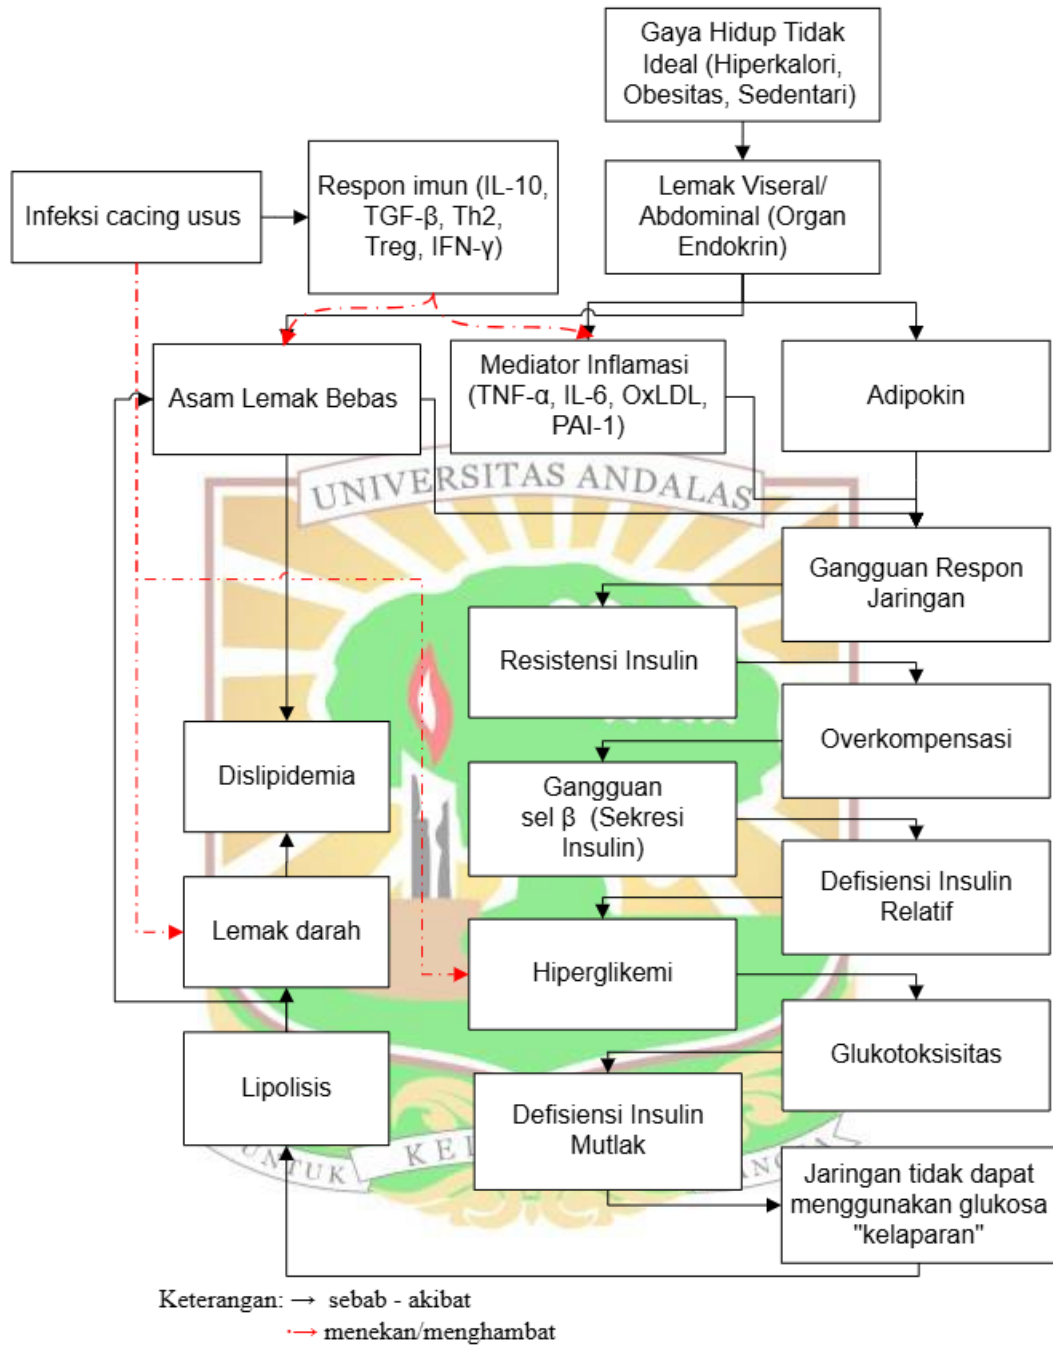 Gaya Hidup Tidak
Ideal (Hiperkalori,
Obesitas, Sedentari)
Infeksi cacing usus
Respon imun (IL-10,
TGF-β, Th2,
Treg, IFN-γ)
Lemak Viseral/
Abdominal (Organ
Endokrin)
Asam Lemak Bebas
Mediator Inflamasi
(TNF-α, IL-6, OxLDL,
PAI-1)
Adipokin
UNIVERSITAS ANDALAS
Gangguan Respon
Jaringan
Resistensi Insulin
Overkompensasi
Dislipidemia
Gangguan
sel β (Sekresi
Insulin)
Defisiensi Insulin
Relatif
Lemak darah
Hiperglikemi
Glukotoksisitas
Lipolisis
Defisiensi Insulin
Mutlak
UNTUK
Jaringan tidak dapat
menggunakan glukosa
"kelaparan"
Keterangan: → sebab - akibat
→ menekan/menghambat